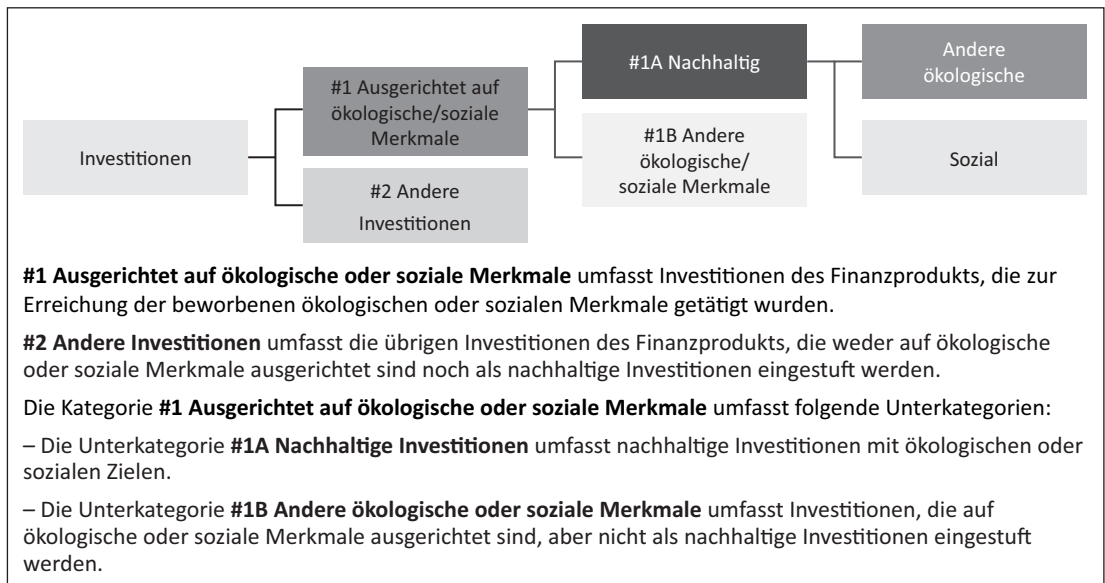 Investitionen
#1 Ausgerichtet auf
ökologische/soziale
Merkmale
#2 Andere
Investitionen
#1A Nachhaltig
#1B Andere
ökologische/
soziale Merkmale
Andere
ökologische
Sozial
#1 Ausgerichtet auf ökologische oder soziale Merkmale umfasst Investitionen des Finanzprodukts, die zur
Erreichung der beworbenen ökologischen oder sozialen Merkmale getätigt wurden.
#2 Andere Investitionen umfasst die übrigen Investitionen des Finanzprodukts, die weder auf ökologische
oder soziale Merkmale ausgerichtet sind noch als nachhaltige Investitionen eingestuft werden.
Die Kategorie #1 Ausgerichtet auf ökologische oder soziale Merkmale umfasst folgende Unterkategorien:
– Die Unterkategorie #1A Nachhaltige Investitionen umfasst nachhaltige Investitionen mit ökologischen oder
sozialen Zielen.
– Die Unterkategorie #1B Andere ökologische oder soziale Merkmale umfasst Investitionen, die auf
ökologische oder soziale Merkmale ausgerichtet sind, aber nicht als nachhaltige Investitionen eingestuft
werden.